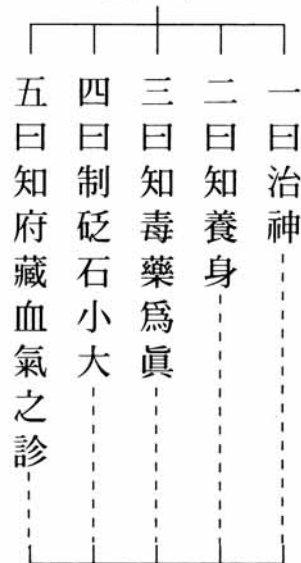 一曰治神
二曰知養身
三曰知毒藥爲眞
四曰制砭石小大
五曰知府藏血氣之診